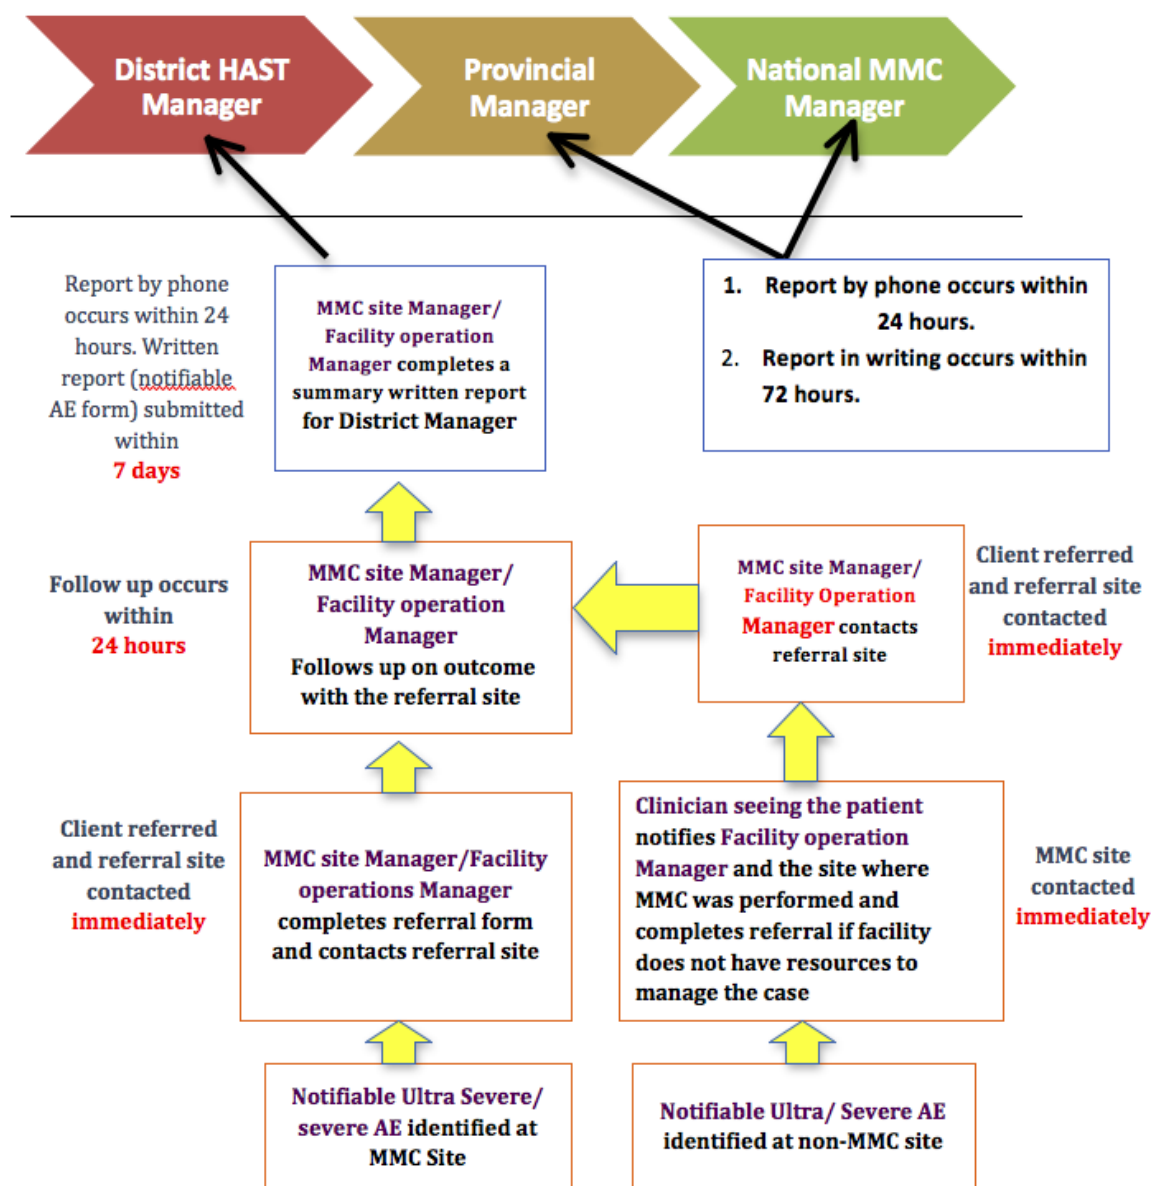 District HAST
Manager
Provincial
Manager
National MMC
Manager
Report by phone
occurs within 24
hours. Written
report (notifiable
AE form) submitted
within
7 days
MMC site Manager/
Facility operation
Manager completes a
summary written report
for District Manager
1. Report by phone occurs within
24 hours.
2. Report in writing occurs within
72 hours.
Follow up occurs
within
24 hours
MMC site Manager/
Facility operation
Manager
Follows up on outcome
with the referral site
MMC site Manager/
Facility Operation
Manager contacts
referral site
Client referred
and referral site
contacted
immediately
Client referred
and referral site
contacted
immediately
MMC site Manager/Facility
operations Manager
completes referral form
and contacts referral site
Clinician seeing the patient
notifies Facility operation
Manager and the site where
MMC was performed and
completes referral if facility
does not have resources to
manage the case
MMC site
contacted
immediately
Notifiable Ultra Severe/
severe AE identified at
MMC Site
Notifiable Ultra/ Severe AE
identified at non-MMC site